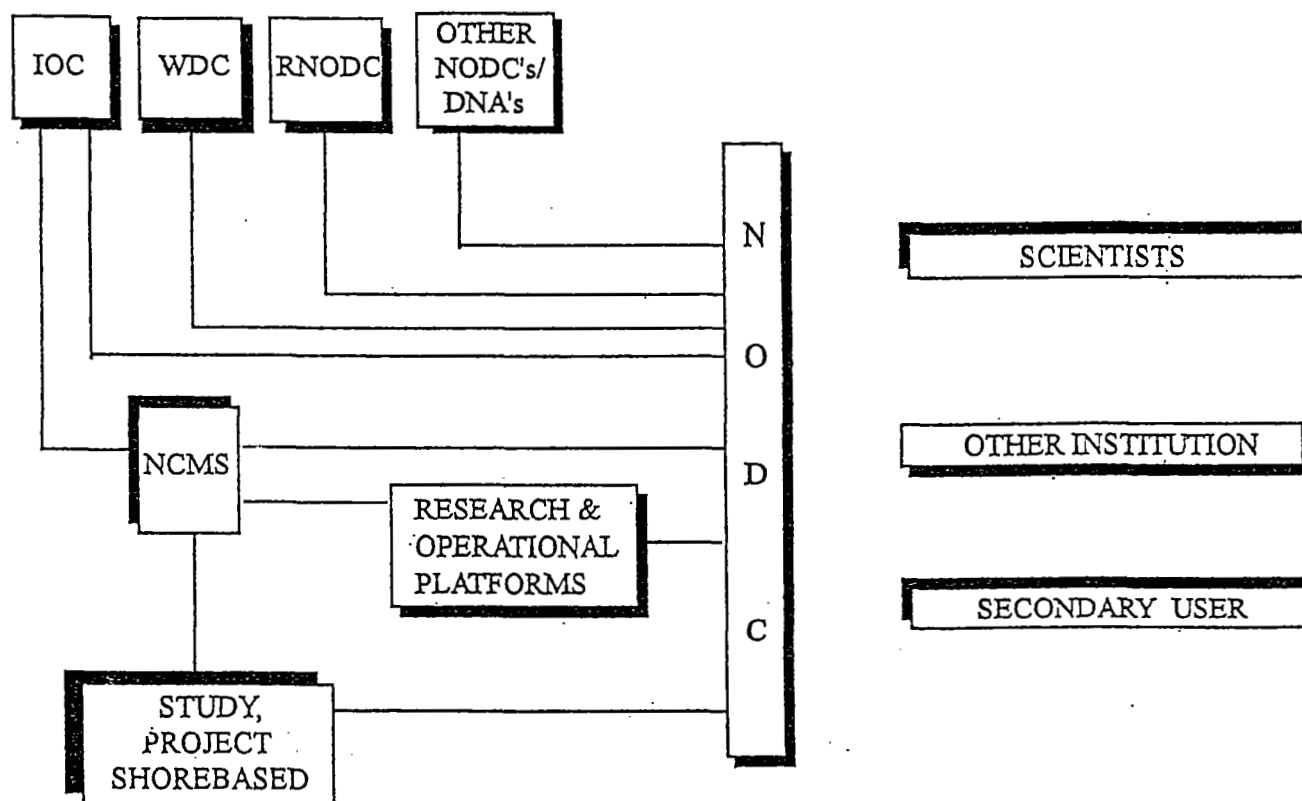 IOC
WDC
RNODC
OTHER
NODC's/
DNA's
N
O
D
C
SCIENTISTS
OTHER INSTITUTION
SECONDARY USER
NCMS
RESEARCH &
OPERATIONAL
PLATFORMS
STUDY,
PROJECT
SHOREBASED